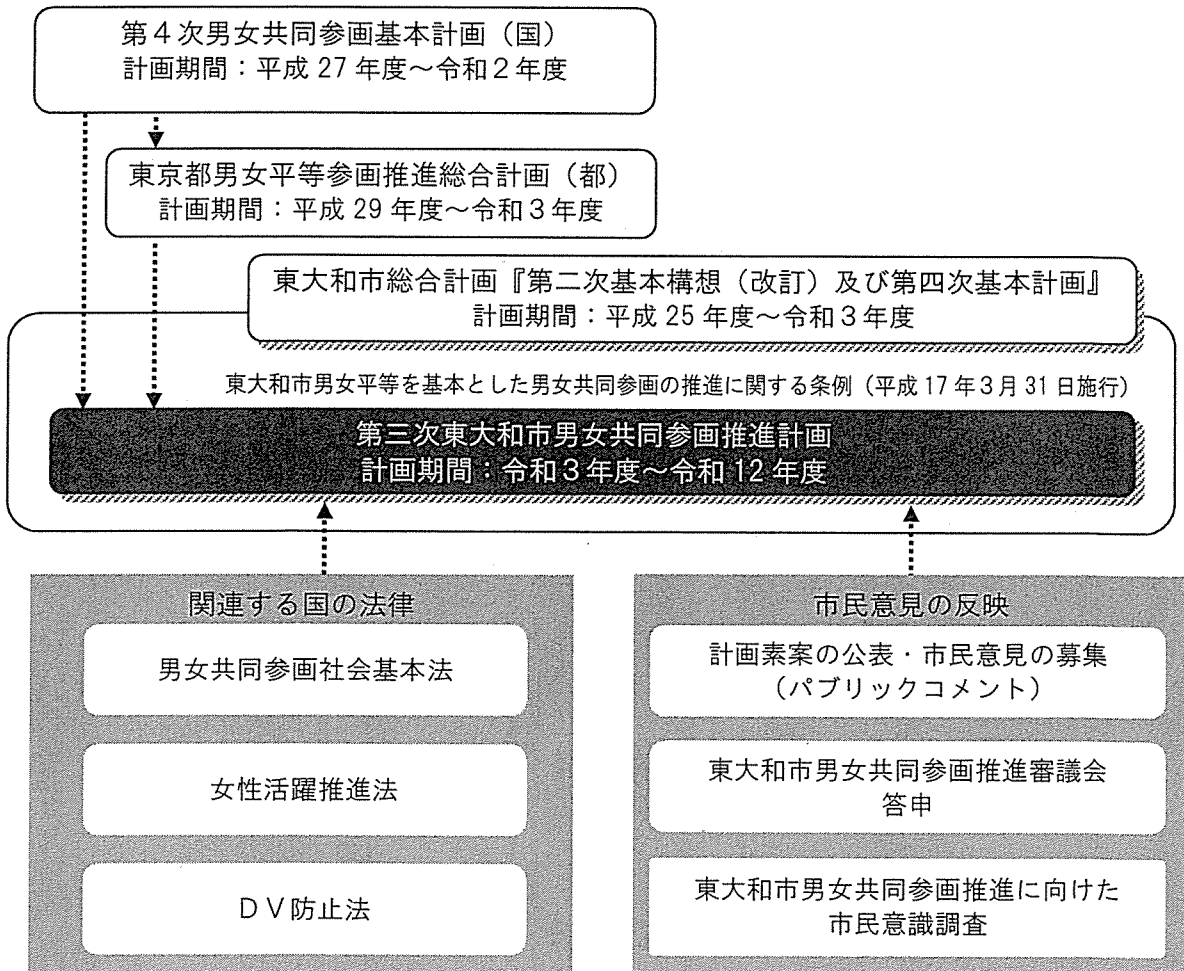 第４次男女共同参画基本計画（国）
計画期間：平成 27 年度～令和２年度
東京都男女平等参画推進総合計画（都）
計画期間：平成 29 年度～令和３年度
東大和市総合計画『第二次基本構想（改訂）及び第四次基本計画』
計画期間：平成 25 年度～令和３年度
東大和市男女平等を基本とした男女共同参画の推進に関する条例（平成 17 年３月 31 日施行）
第三次東大和市男女共同参画推進計画
計画期間：令和３年度～令和 12 年度
関連する国の法律
男女共同参画社会基本法
女性活躍推進法
ＤＶ防止法
市民意見の反映
計画素案の公表・市民意見の募集
（パブリックコメント）
東大和市男女共同参画推進審議会
答申
東大和市男女共同参画推進に向けた
市民意識調査